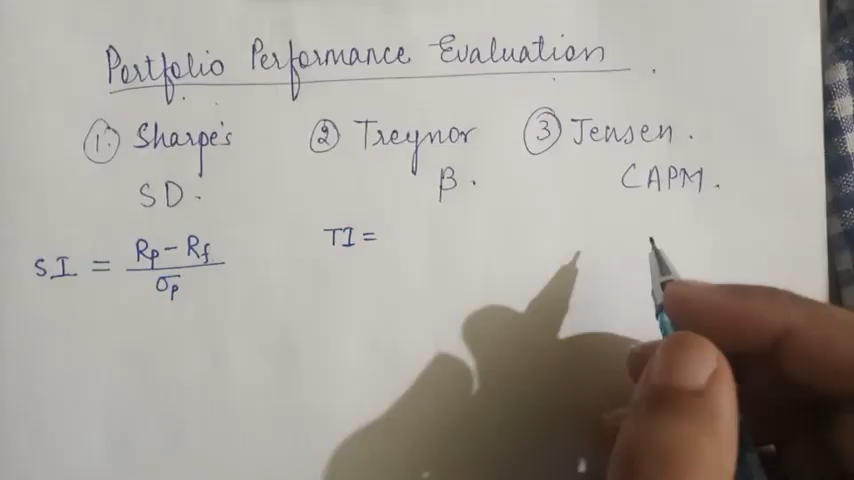 Portfolio Performance Evaluation.
① Sharpe's ② Treynor ③ Jensen.
SD. β. CAPM.
SI = Rp - Rf / σp TI =